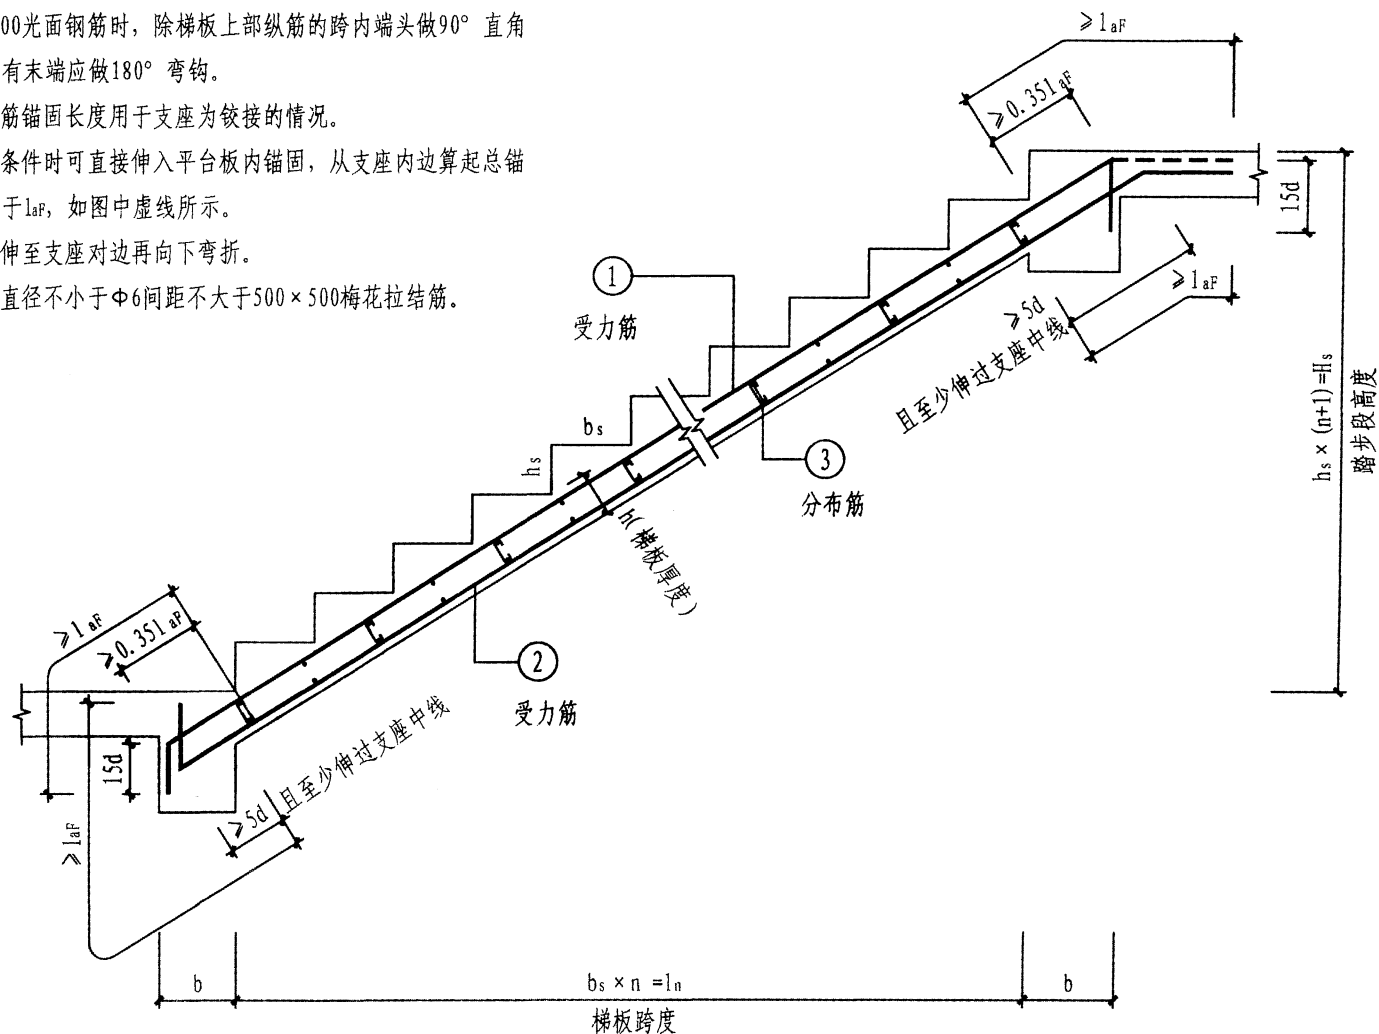 00光面钢筋时，除梯板上部纵筋的跨内端头做90° 直角
有末端应做180° 弯钩。
筋锚固长度用于支座为铰接的情况。
条件时可直接伸入平台板内锚固，从支座内边算起总锚
于laF，如图中虚线所示。
伸至支座对边再向下弯折。
直径不小于Φ6间距不大于500×500梅花拉结筋。
≥laF
≥0.35laF
15d
≥laF
≥5d
且至少伸过支座中线
hs×(n+1)=Hs
踏步段高度
1
受力筋
bs
hs
3
分布筋
h(梯板厚度)
2
受力筋
≥laF
≥0.35laF
15d
≥laF
≥5d
且至少伸过支座中线
b
bs×n=ln
b
梯板跨度